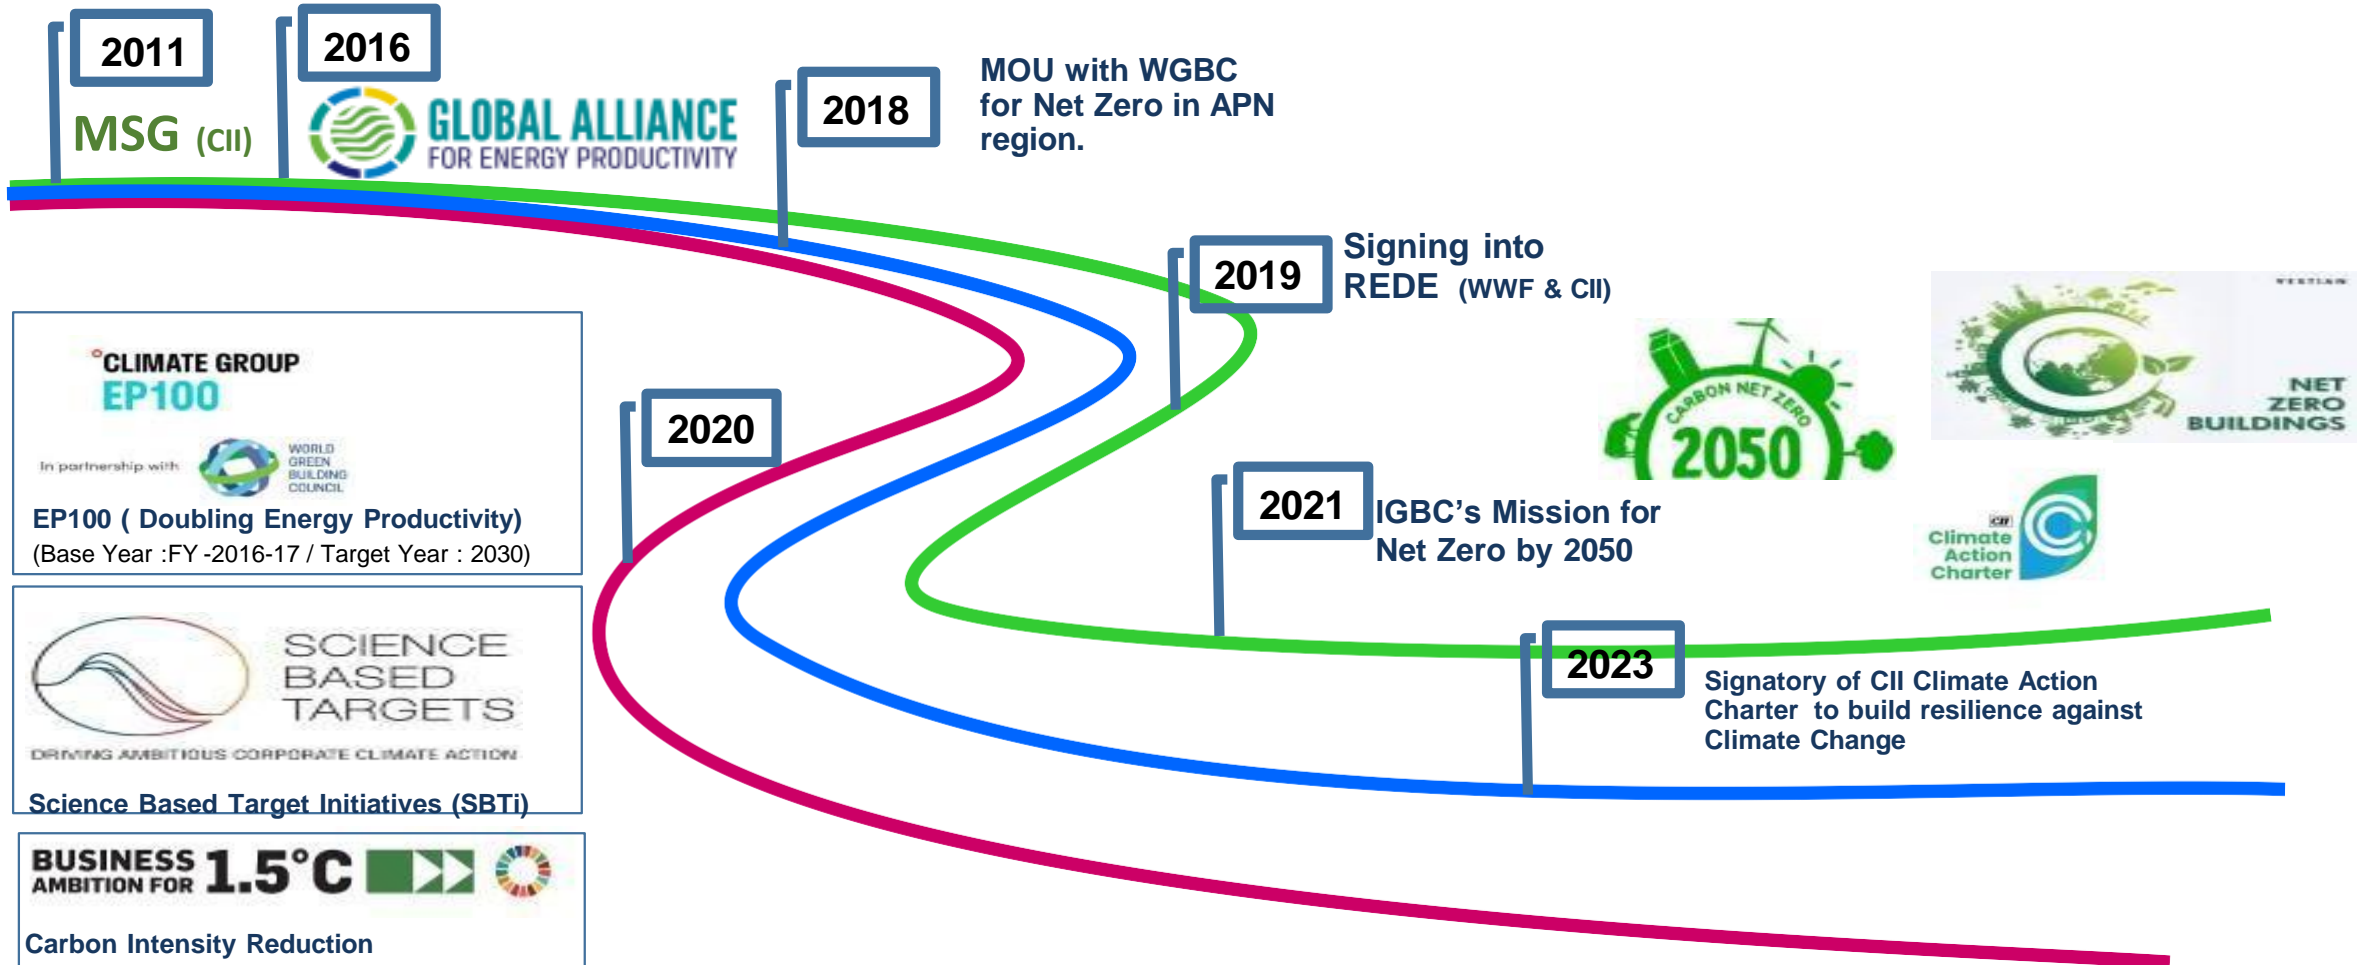 2011
MSG (CII)
2016
GLOBAL ALLIANCE
FOR ENERGY PRODUCTIVITY
2018
MOU with WGBC
for Net Zero in APN
region.
2019
Signing into
REDE (WWF & CII)
°CLIMATE GROUP
EP100
In partnership with
WORLD
GREEN
BUILDING
COUNCIL
EP100 ( Doubling Energy Productivity)
(Base Year :FY -2016-17 / Target Year : 2030)
2020
SCIENCE
BASED
TARGETS
DRIVING AMBITIOUS CORPORATE CLIMATE ACTION
Science Based Target Initiatives (SBTi)
BUSINESS
AMBITION FOR 1.5°C
Carbon Intensity Reduction
2021
IGBC’s Mission for
Net Zero by 2050
CARBON NET ZERO
2050
VESTIAN
NET
ZERO
BUILDINGS
CII
Climate
Action
Charter
2023
Signatory of CII Climate Action
Charter to build resilience against
Climate Change